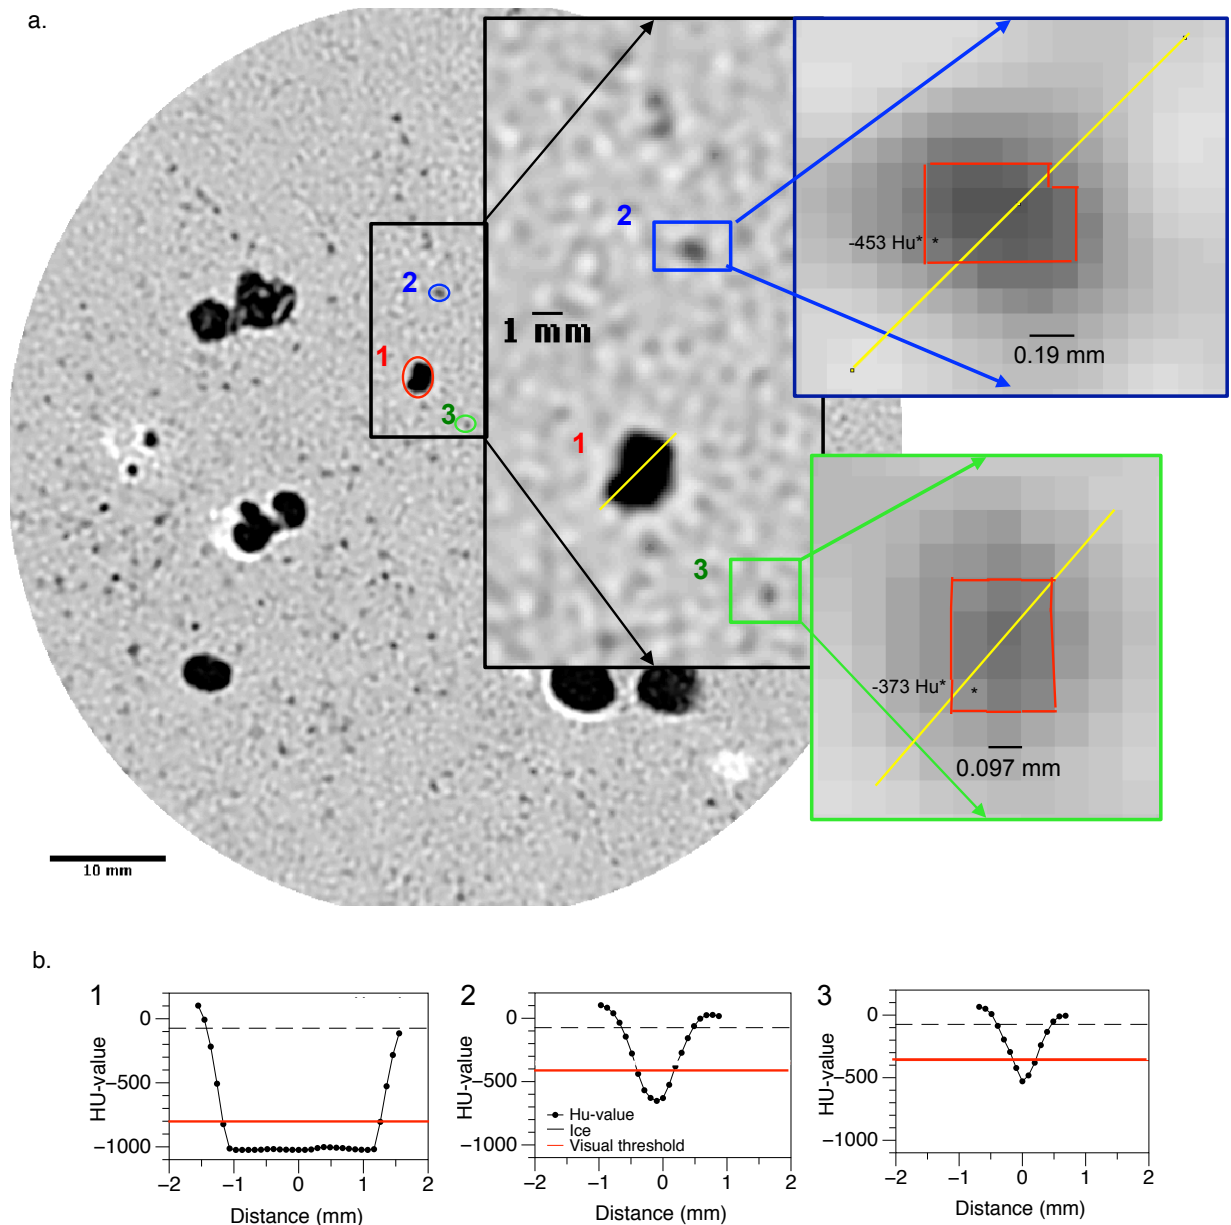 a.
2
1
3
10 mm
1 mm
2
1
3
-453 Hu* *
0.19 mm
-373 Hu* *
0.097 mm
b.
1
HU-value
0
−500
−1000
−2 −1 0 1 2
Distance (mm)
2
HU-value
0
−500
−1000
Hu-value
Ice
Visual threshold
−2 −1 0 1 2
Distance (mm)
3
HU-value
0
−500
−1000
−2 −1 0 1 2
Distance (mm)